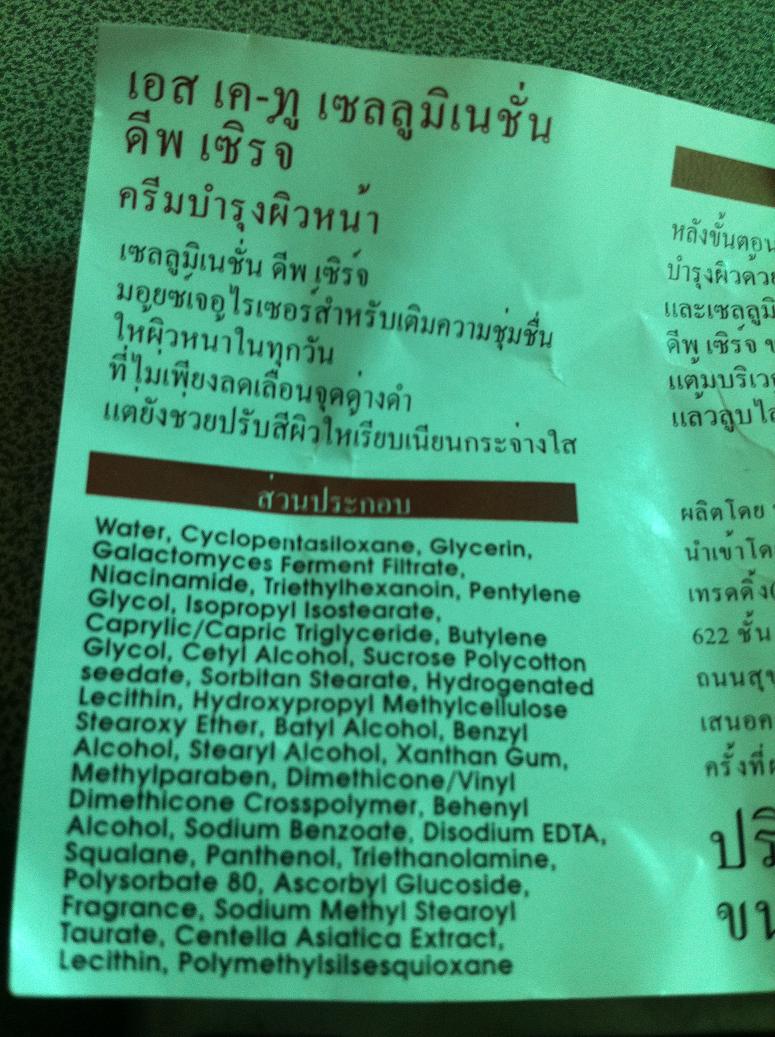 เอส เค-ทู เซลลูมิเนชั่น
ดีพ เซิรจ
ครีมบำรุงผิวหน้า
เซลลูมิเนชั่น ดีพ เซิร์จ
มอยซ์เจอไรเซอร์สำหรับเติมความชุ่มชื่น
ให้ผิวหน้าในทุกวัน
ที่ไม่เพียงลดเลือนจุดด่างดำ
แต่ยังช่วยปรับสีผิวให้เรียบเนียนกระจ่างใส
ส่วนประกอบ
Water, Cyclopentasiloxane, Glycerin,
Galactomyces Ferment Filtrate,
Niacinamide, Triethylhexanoin, Pentylene
Glycol, Isopropyl Isostearate,
Caprylic/Capric Triglyceride, Butylene
Glycol, Cetyl Alcohol, Sucrose Polycotton
seedate, Sorbitan Stearate, Hydrogenated
Lecithin, Hydroxypropyl Methylcellulose
Stearoxy Ether, Batyl Alcohol, Benzyl
Alcohol, Stearyl Alcohol, Xanthan Gum,
Methylparaben, Dimethicone/Vinyl
Dimethicone Crosspolymer, Behenyl
Alcohol, Sodium Benzoate, Disodium EDTA,
Squalane, Panthenol, Triethanolamine,
Polysorbate 80, Ascorbyl Glucoside,
Fragrance, Sodium Methyl Stearoyl
Taurate, Centella Asiatica Extract,
Lecithin, Polymethylsilsesquioxane
หลังขั้นตอน
บำรุงผิวด้วย
และเซลลูมิ
ดีพ เซิร์จ
แต้มบริเวณ
แล้วลูบไล
ผลิตโดย
นำเข้าโด
เทรดดิ้ง(
622 ชั้น
ถนนสุข
เสนอค
ครั้งที่
ปริ
ขน